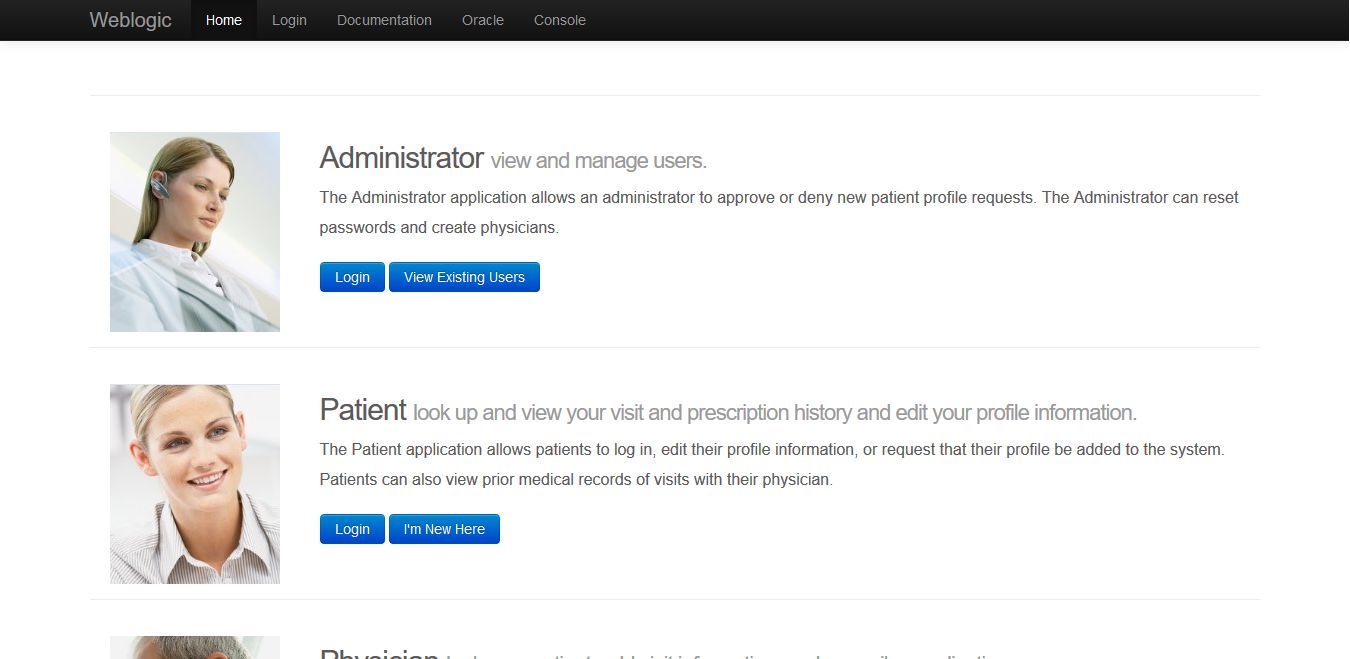 Weblogic Home Login Documentation Oracle Console
Administrator view and manage users.
The Administrator application allows an administrator to approve or deny new patient profile requests. The Administrator can reset
passwords and create physicians.
Login View Existing Users
Patient look up and view your visit and prescription history and edit your profile information.
The Patient application allows patients to log in, edit their profile information, or request that their profile be added to the system.
Patients can also view prior medical records of visits with their physician.
Login I'm New Here
Physician